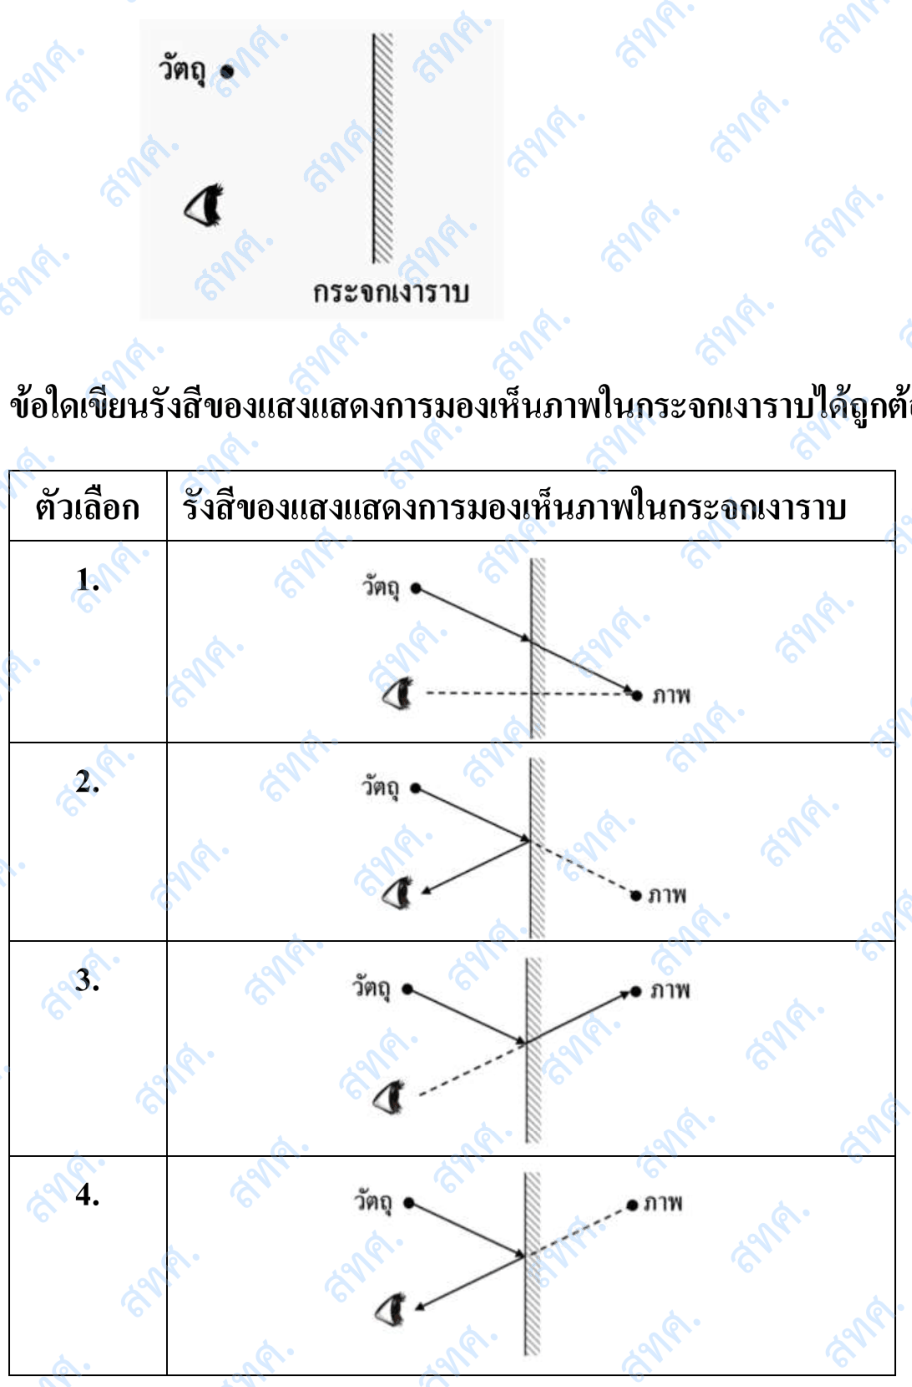 วัตถุ
กระจกเงาราบ
ข้อใดเขียนรังสีของแสงแสดงการมองเห็นภาพในกระจกเงาราบได้ถูกต้
ตัวเลือก รังสีของแสงแสดงการมองเห็นภาพในกระจกเงาราบ
1.
วัตถุ
ภาพ
2.
วัตถุ
ภาพ
3.
วัตถุ ภาพ
4.
วัตถุ ภาพ
สทศ.